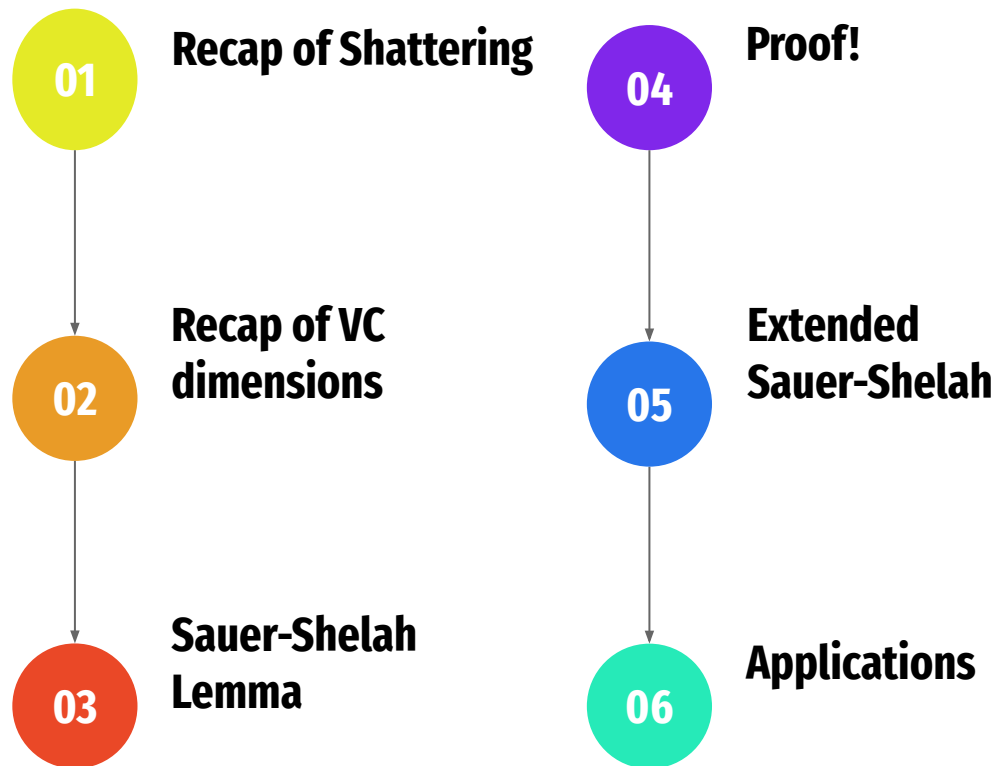 01
Recap of Shattering
02
Recap of VC
dimensions
03
Sauer-Shelah
Lemma
04
Proof!
05
Extended
Sauer-Shelah
06
Applications